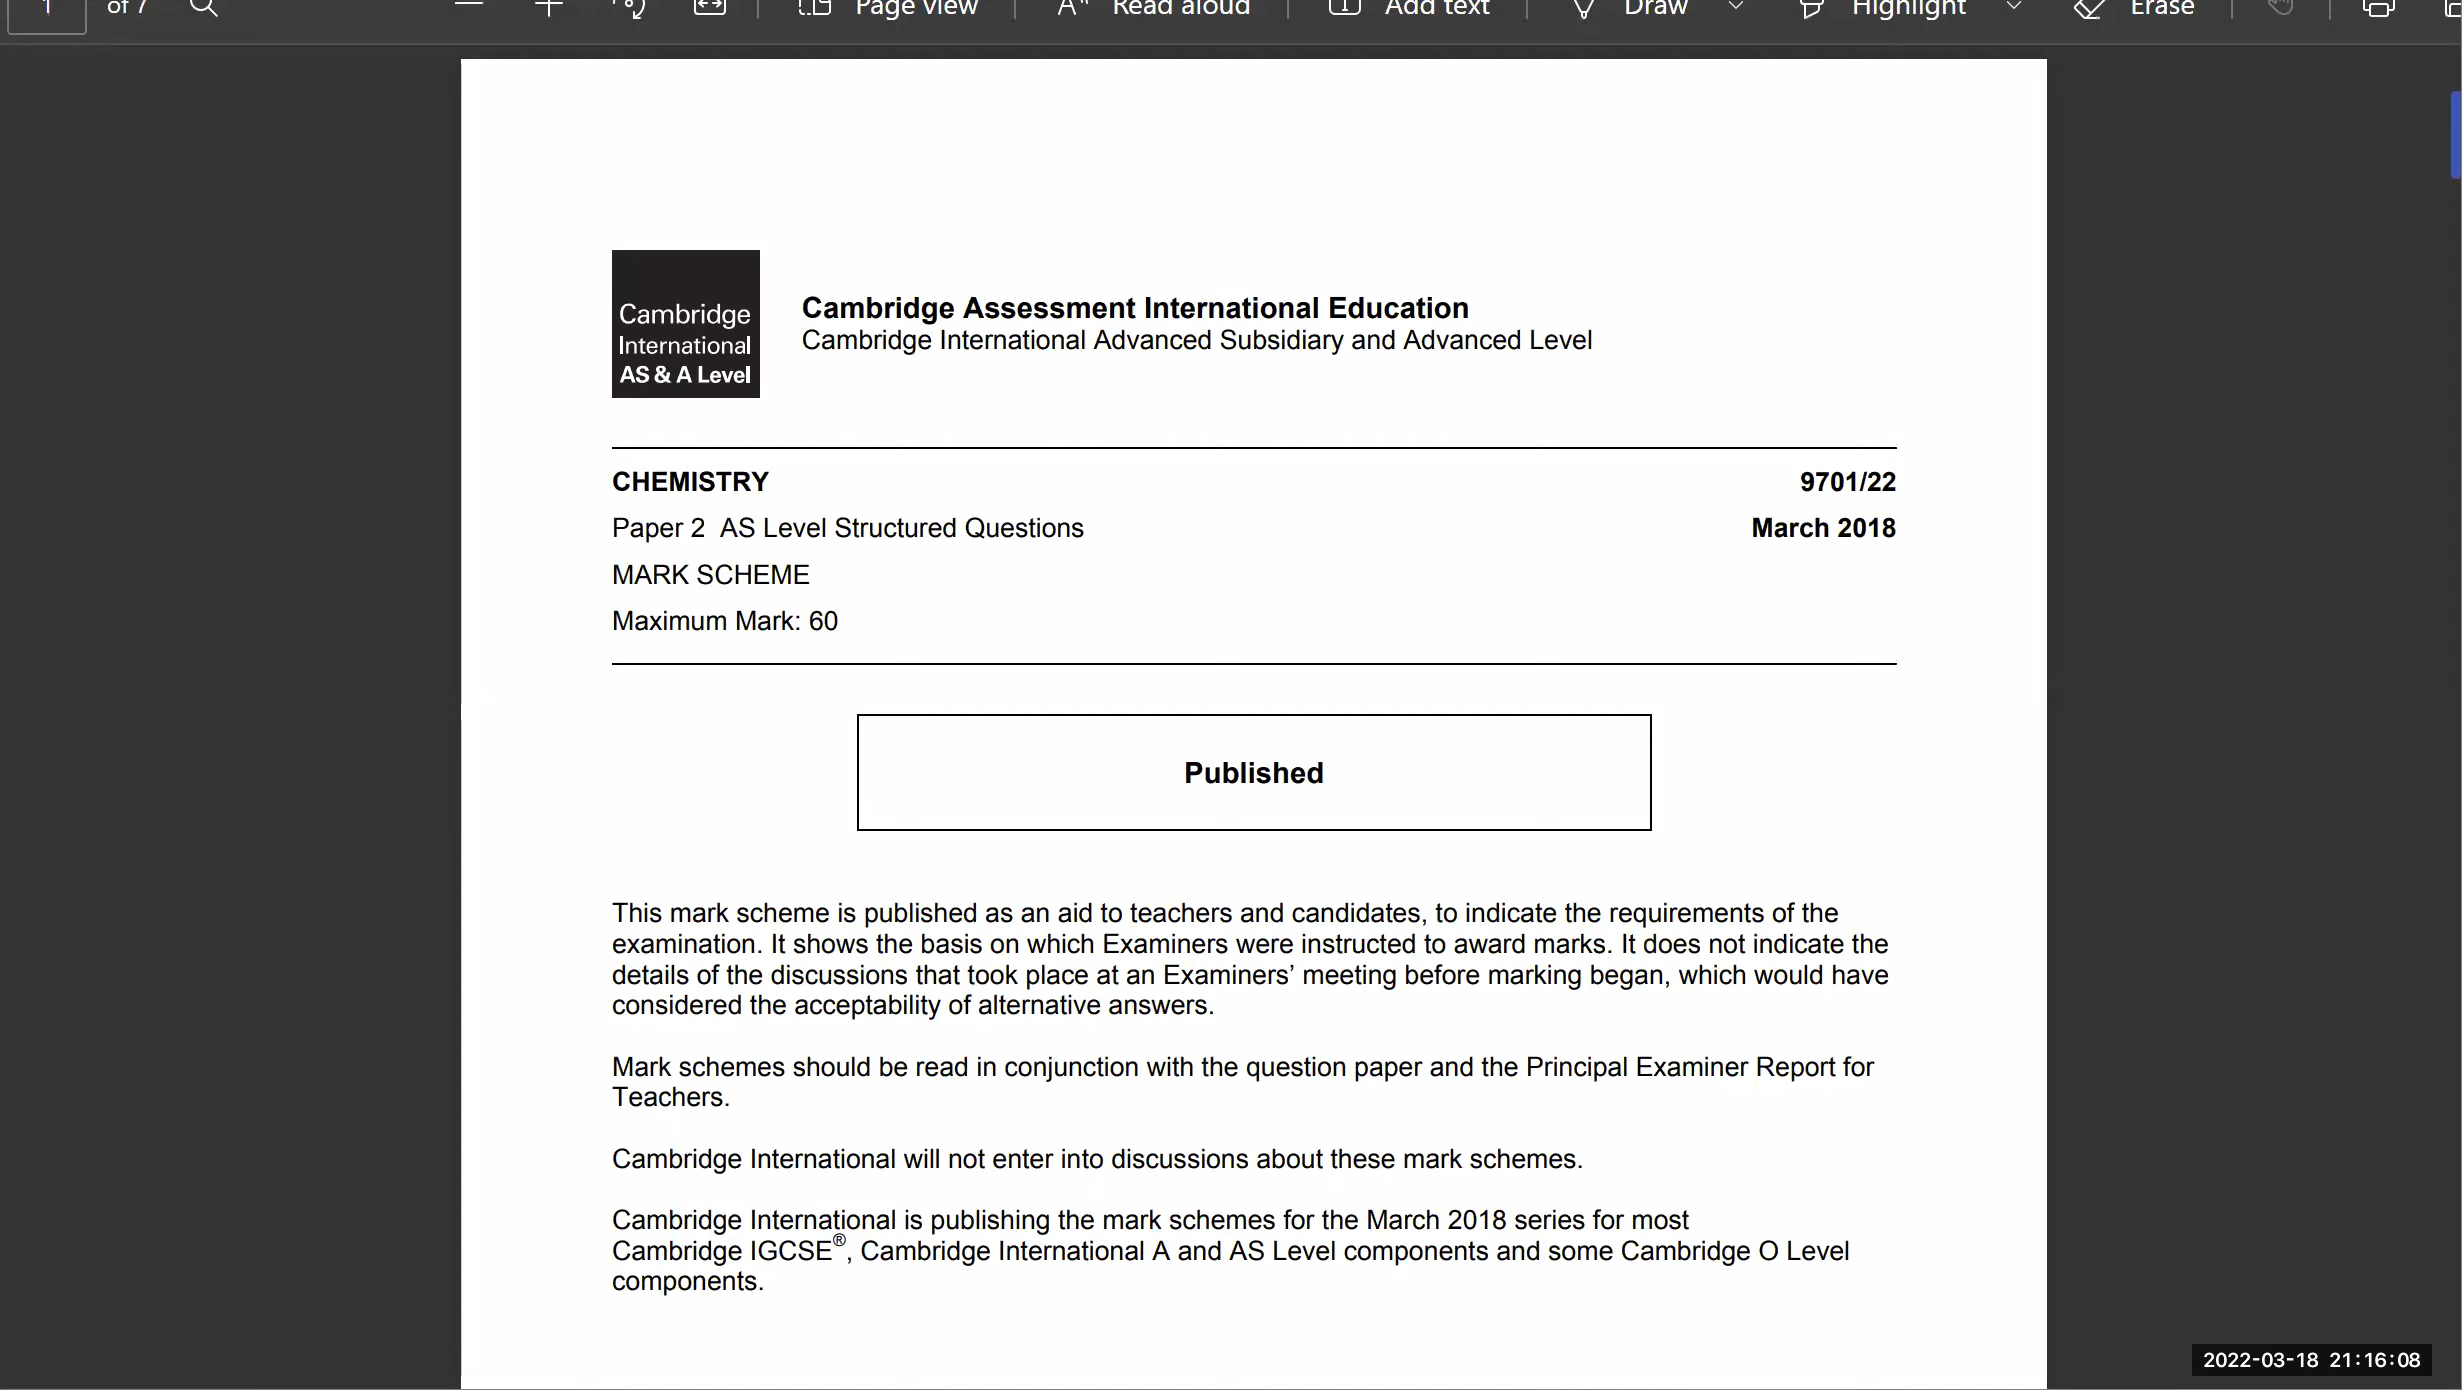 1 of 7 Page view Read aloud Add text Draw Highlight Erase
Cambridge
International
AS & A Level
Cambridge Assessment International Education
Cambridge International Advanced Subsidiary and Advanced Level
CHEMISTRY 9701/22
Paper 2 AS Level Structured Questions March 2018
MARK SCHEME
Maximum Mark: 60
Published
This mark scheme is published as an aid to teachers and candidates, to indicate the requirements of the
examination. It shows the basis on which Examiners were instructed to award marks. It does not indicate the
details of the discussions that took place at an Examiners’ meeting before marking began, which would have
considered the acceptability of alternative answers.
Mark schemes should be read in conjunction with the question paper and the Principal Examiner Report for
Teachers.
Cambridge International will not enter into discussions about these mark schemes.
Cambridge International is publishing the mark schemes for the March 2018 series for most
Cambridge IGCSE®, Cambridge International A and AS Level components and some Cambridge O Level
components.
2022-03-18 21:16:08